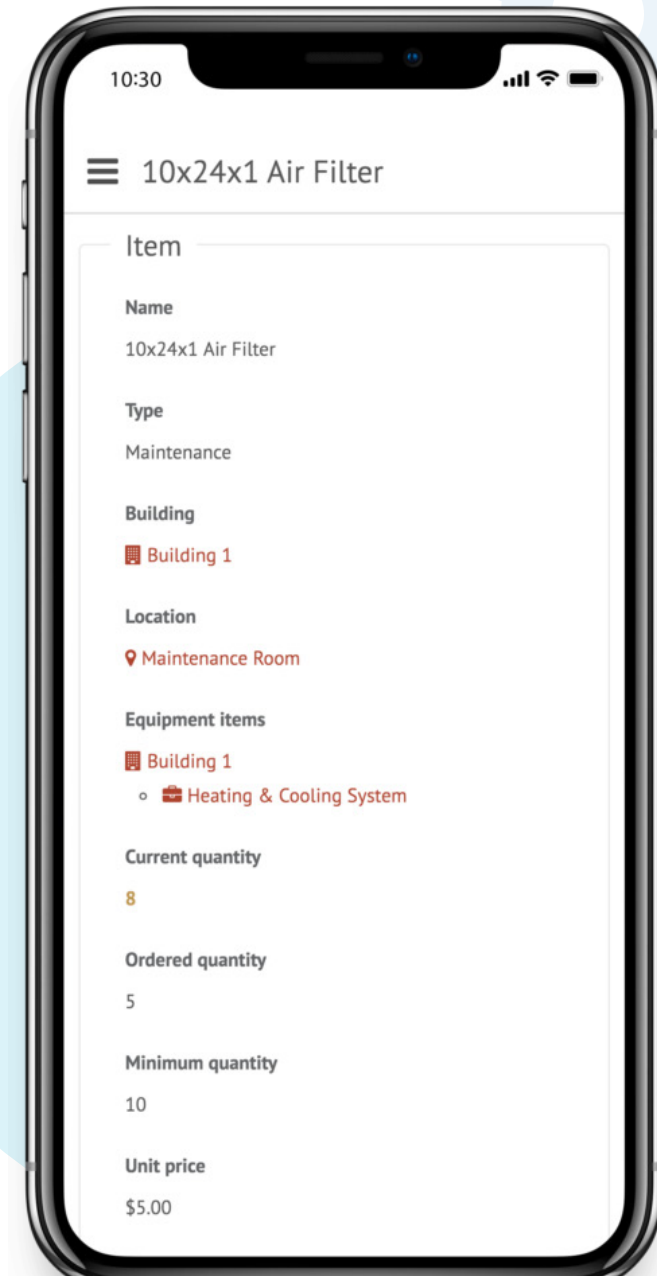 10:30
10x24x1 Air Filter
Item
Name
10x24x1 Air Filter
Type
Maintenance
Building
Building 1
Location
Maintenance Room
Equipment items
Building 1
Heating & Cooling System
Current quantity
8
Ordered quantity
5
Minimum quantity
10
Unit price
$5.00